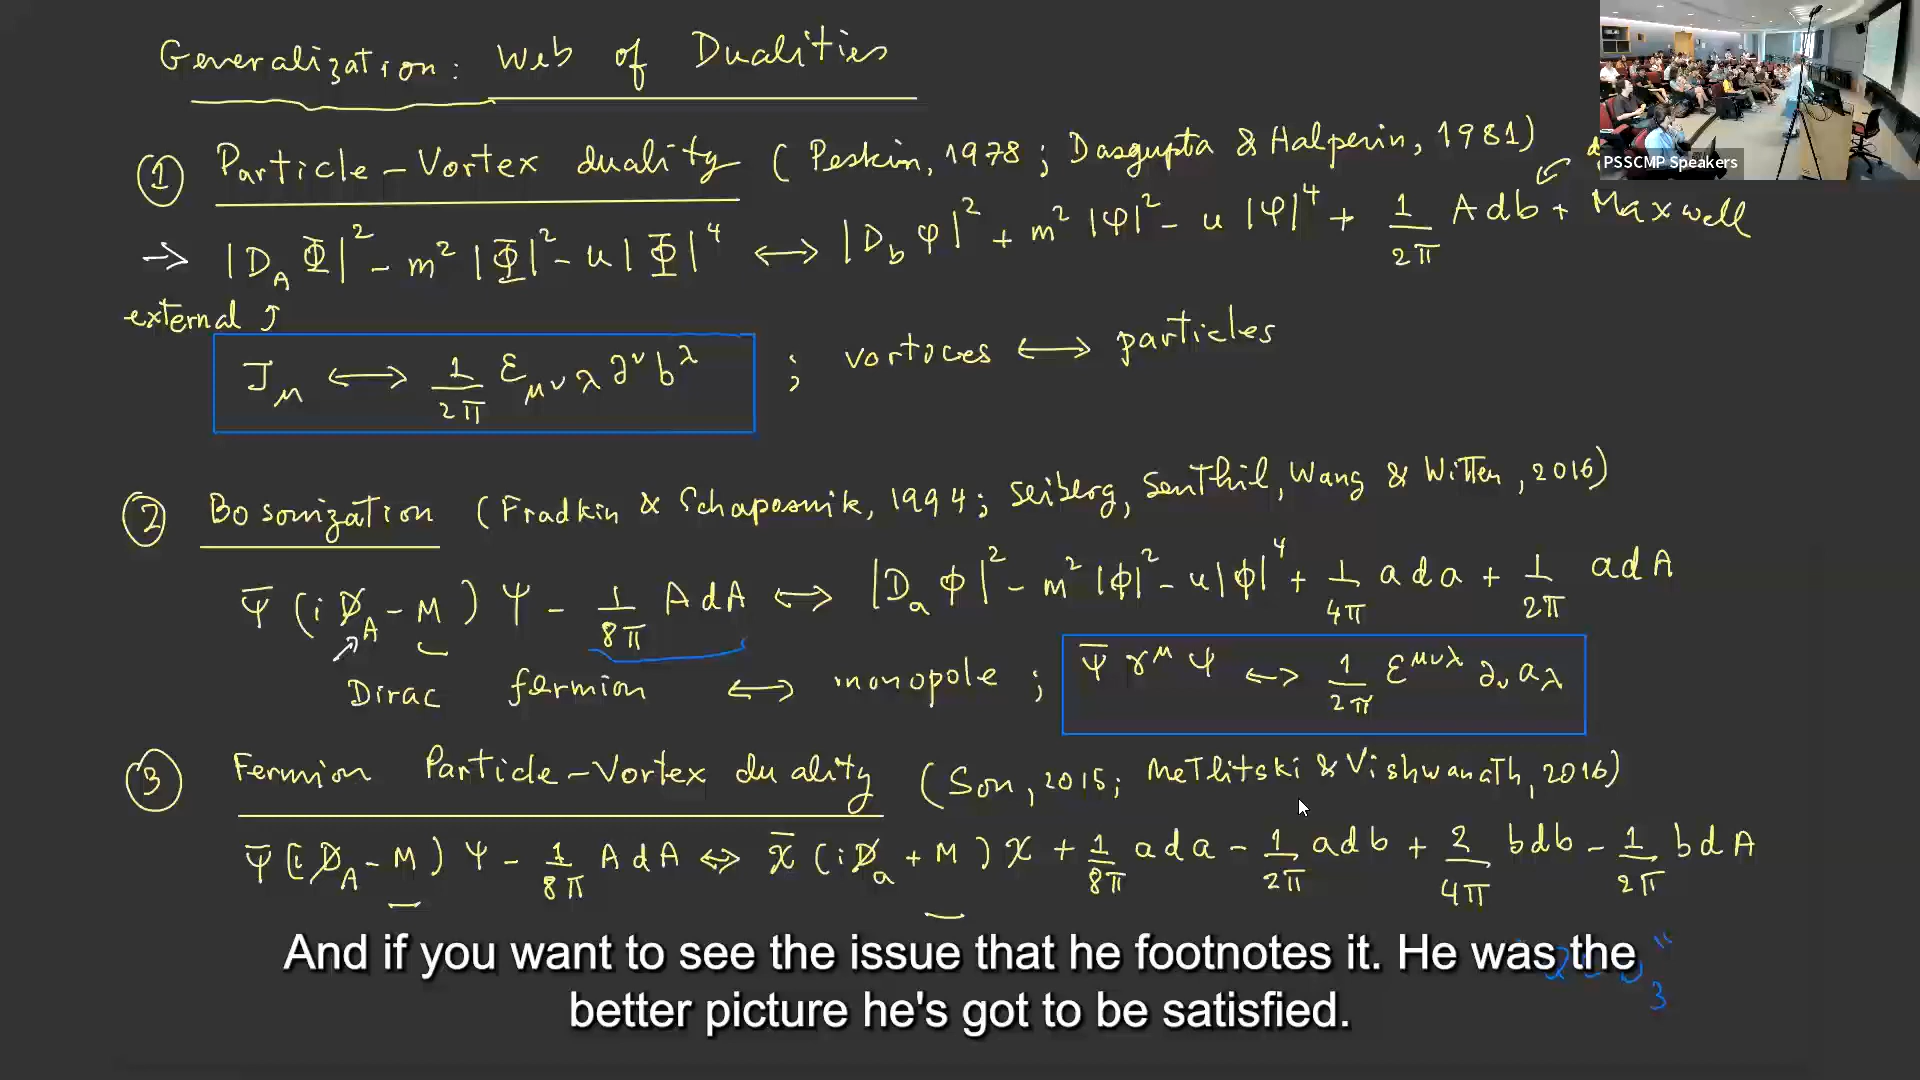 Generalization: Web of Dualities
① Particle-Vortex duality (Peskin, 1978; Dasgupta & Halperin, 1981)
PSSCMP Speakers
→ |D_A Φ|² - m² |Φ|² - u |Φ|⁴ ⟷ |D_b φ|² + m² |φ|² - u |φ|⁴ + 1/2π Adb + Maxwell
external ↑
J_μ ⟷ 1/2π ε_μνλ ∂^ν b^λ ; vortices ⟷ particles
② Bosonization (Fradkin & Schaposnik, 1994; Seiberg, Senthil, Wang & Witten, 2016)
Ψ̄ (i D̸_A - M) Ψ - 1/8π AdA ⟷ |D_a ϕ|² - m² |ϕ|² - u|ϕ|⁴ + 1/4π ada + 1/2π adA
Dirac fermion ⟷ monopole ; Ψ̄ γ^μ Ψ ⟷ 1/2π ε^μνλ ∂_ν a_λ
③ Fermion Particle-Vortex duality (Son, 2015; Metlitski & Vishwanath, 2016)
Ψ̄ [i D̸_A - M) Ψ - 1/8π AdA ⟷ χ̄ (i D̸_a + M) χ + 1/8π ada - 1/2π adb + 2/4π bdb - 1/2π bdA
And if you want to see the issue that he footnotes it. He was the
better picture he's got to be satisfied.